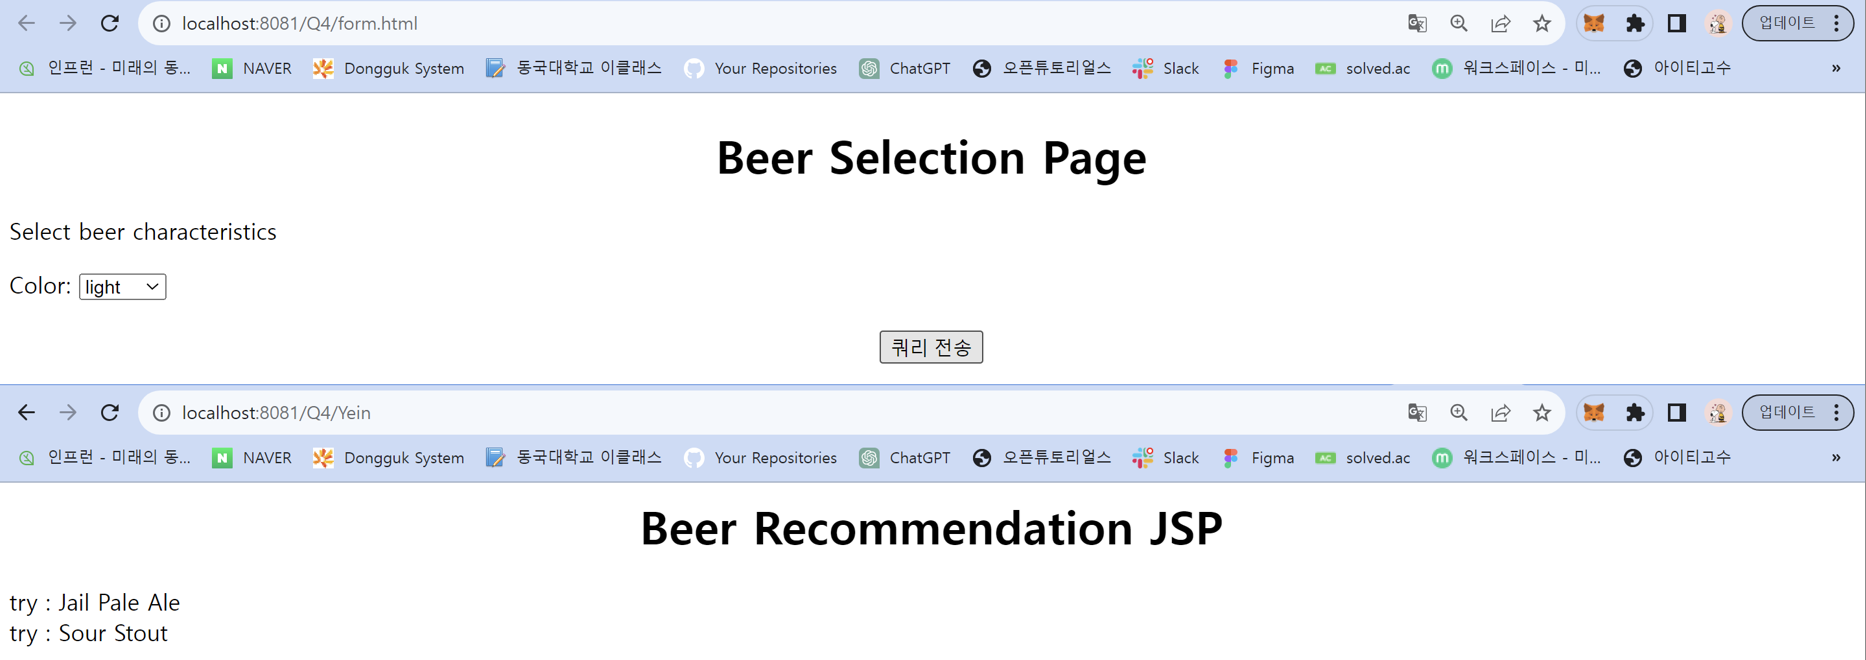 localhost:8081/Q4/form.html
업데이트
인프런 - 미래의 동... NAVER Dongguk System 동국대학교 이클래스 Your Repositories ChatGPT 오픈튜토리얼스 Slack Figma AC solved.ac 워크스페이스 - 미... 아이티고수 »
Beer Selection Page
Select beer characteristics
Color: light
쿼리 전송
localhost:8081/Q4/Yein
업데이트
인프런 - 미래의 동... NAVER Dongguk System 동국대학교 이클래스 Your Repositories ChatGPT 오픈튜토리얼스 Slack Figma AC solved.ac 워크스페이스 - 미... 아이티고수 »
Beer Recommendation JSP
try : Jail Pale Ale
try : Sour Stout